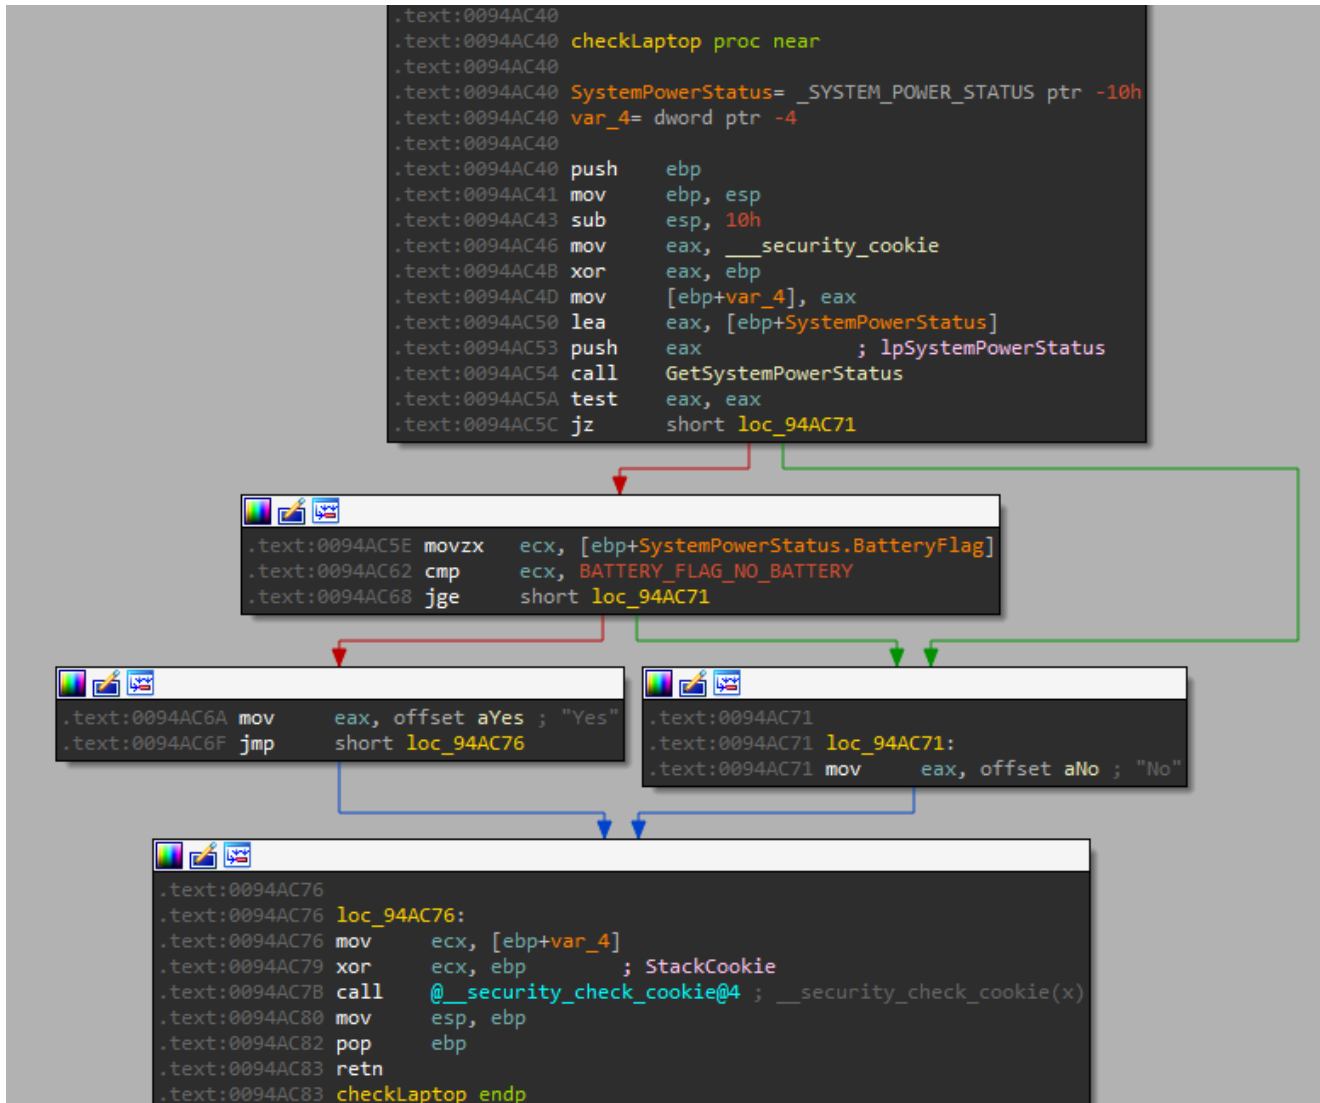 .text:0094AC40
.text:0094AC40 checkLaptop proc near
.text:0094AC40
.text:0094AC40 SystemPowerStatus= _SYSTEM_POWER_STATUS ptr -10h
.text:0094AC40 var_4= dword ptr -4
.text:0094AC40
.text:0094AC40 push ebp
.text:0094AC41 mov ebp, esp
.text:0094AC43 sub esp, 10h
.text:0094AC46 mov eax, ___security_cookie
.text:0094AC4B xor eax, ebp
.text:0094AC4D mov [ebp+var_4], eax
.text:0094AC50 lea eax, [ebp+SystemPowerStatus]
.text:0094AC53 push eax ; lpSystemPowerStatus
.text:0094AC54 call GetSystemPowerStatus
.text:0094AC5A test eax, eax
.text:0094AC5C jz short loc_94AC71
.text:0094AC5E movzx ecx, [ebp+SystemPowerStatus.BatteryFlag]
.text:0094AC62 cmp ecx, BATTERY_FLAG_NO_BATTERY
.text:0094AC68 jge short loc_94AC71
.text:0094AC6A mov eax, offset aYes ; "Yes"
.text:0094AC6F jmp short loc_94AC76
.text:0094AC71
.text:0094AC71 loc_94AC71:
.text:0094AC71 mov eax, offset aNo ; "No"
.text:0094AC76
.text:0094AC76 loc_94AC76:
.text:0094AC76 mov ecx, [ebp+var_4]
.text:0094AC79 xor ecx, ebp ; StackCookie
.text:0094AC7B call @__security_check_cookie@4 ; __security_check_cookie(x)
.text:0094AC80 mov esp, ebp
.text:0094AC82 pop ebp
.text:0094AC83 retn
.text:0094AC83 checkLaptop endp